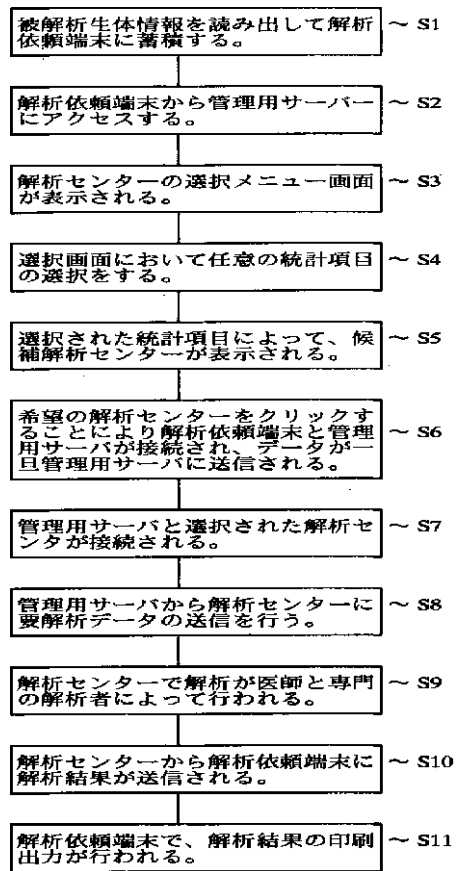 被解析生体情報を読み出して解析 ～ S1
依頼端末に蓄積する。
解析依頼端末から管理用サーバー ～ S2
にアクセスする。
解析センターの選択メニュー画面 ～ S3
が表示される。
選択画面において任意の統計項目 ～ S4
の選択をする。
選択された統計項目によって、候 ～ S5
補解析センターが表示される。
希望の解析センターをクリックす
ることにより解析依頼端末と管理 ～ S6
用サーバが接続され、データが一
旦管理用サーバに送信される。
管理用サーバと選択された解析セ ～ S7
ンタが接続される。
管理用サーバから解析センターに ～ S8
要解析データの送信を行う。
解析センターで解析が医師と専門 ～ S9
の解析者によって行われる。
解析センターから解析依頼端末に ～ S10
解析結果が送信される。
解析依頼端末で、解析結果の印刷 ～ S11
出力が行われる。